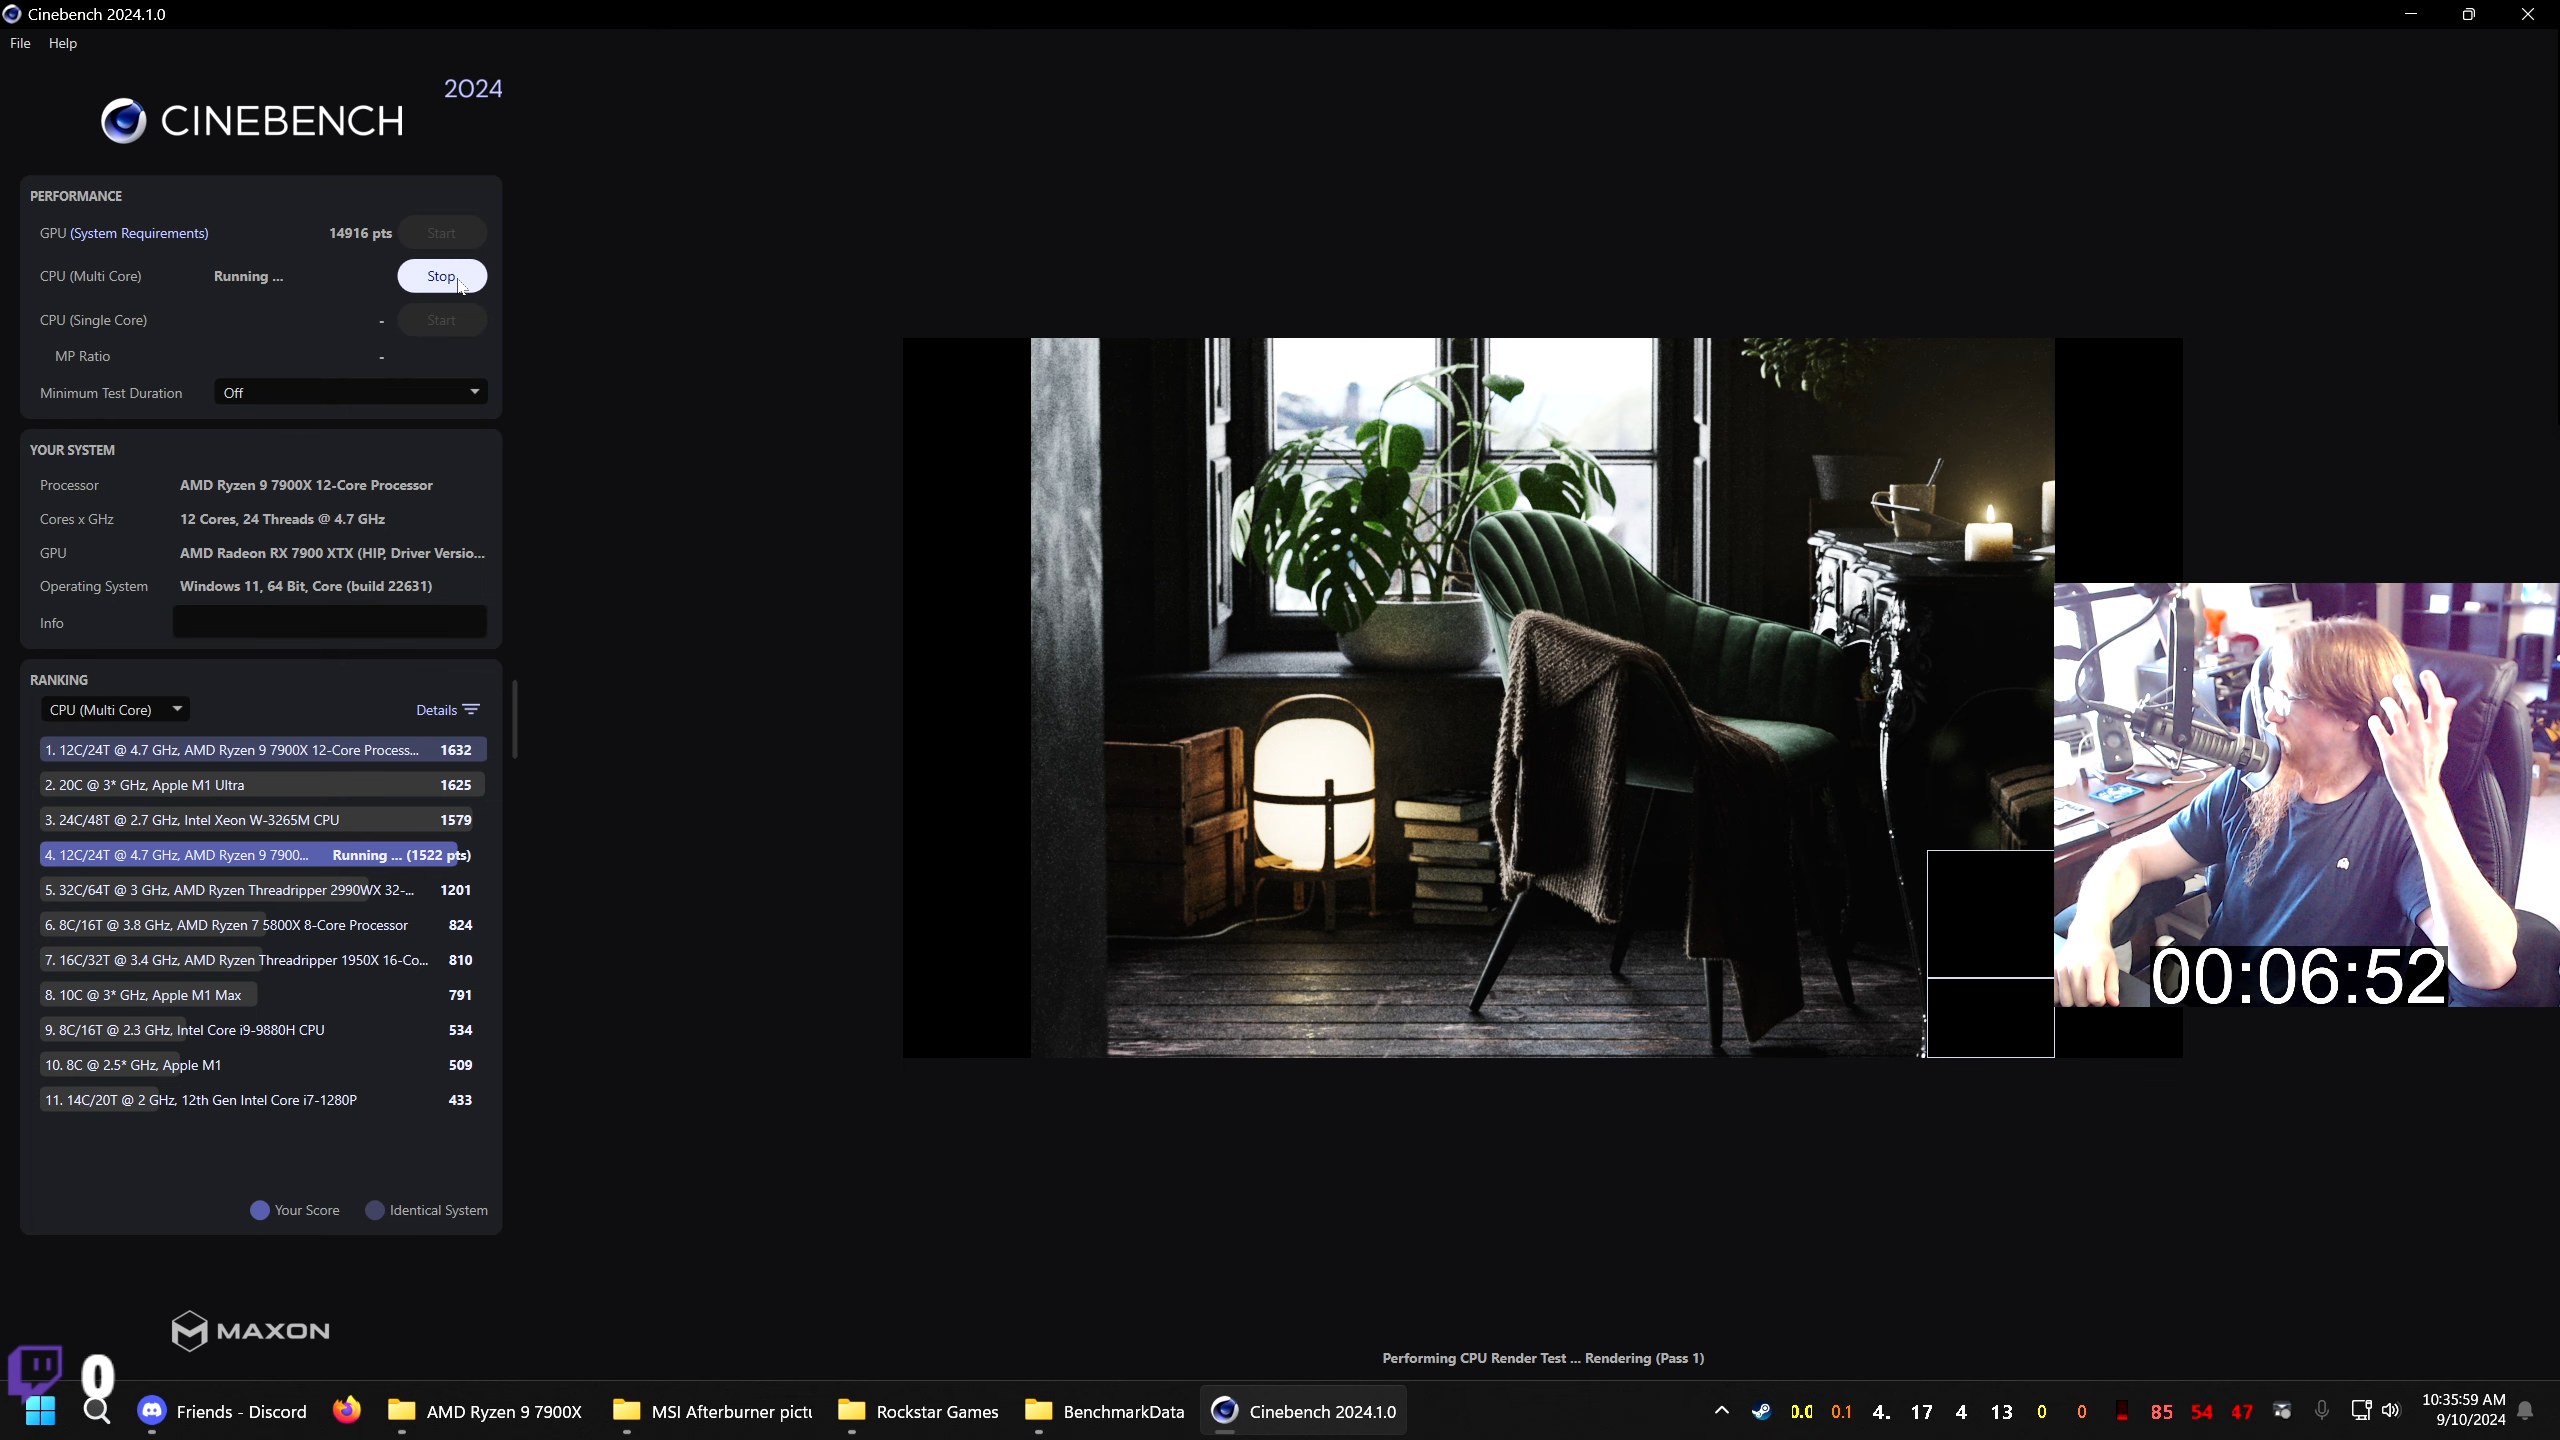 Cinebench 2024.1.0
File Help
2024
CINEBENCH
PERFORMANCE
GPU (System Requirements) 14916 pts Start
CPU (Multi Core) Running ... Stop
CPU (Single Core) - Start
MP Ratio -
Minimum Test Duration Off
YOUR SYSTEM
Processor AMD Ryzen 9 7900X 12-Core Processor
Cores x GHz 12 Cores, 24 Threads @ 4.7 GHz
GPU AMD Radeon RX 7900 XTX (HIP, Driver Versio...
Operating System Windows 11, 64 Bit, Core (build 22631)
Info
RANKING
CPU (Multi Core) Details
1. 12C/24T @ 4.7 GHz, AMD Ryzen 9 7900X 12-Core Process... 1632
2. 20C @ 3* GHz, Apple M1 Ultra 1625
3. 24C/48T @ 2.7 GHz, Intel Xeon W-3265M CPU 1579
4. 12C/24T @ 4.7 GHz, AMD Ryzen 9 7900... Running ... (1522 pts)
5. 32C/64T @ 3 GHz, AMD Ryzen Threadripper 2990WX 32-... 1201
6. 8C/16T @ 3.8 GHz, AMD Ryzen 7 5800X 8-Core Processor 824
7. 16C/32T @ 3.4 GHz, AMD Ryzen Threadripper 1950X 16-Co... 810
8. 10C @ 3* GHz, Apple M1 Max 791
9. 8C/16T @ 2.3 GHz, Intel Core i9-9880H CPU 534
10. 8C @ 2.5* GHz, Apple M1 509
11. 14C/20T @ 2 GHz, 12th Gen Intel Core i7-1280P 433
Your Score Identical System
00:06:52
MAXON
Performing CPU Render Test ... Rendering (Pass 1)
0
Friends - Discord AMD Ryzen 9 7900X MSI Afterburner pictu Rockstar Games BenchmarkData Cinebench 2024.1.0 0.0 0.1 4. 17 4 13 0 0 85 54 47 10:35:59 AM
9/10/2024